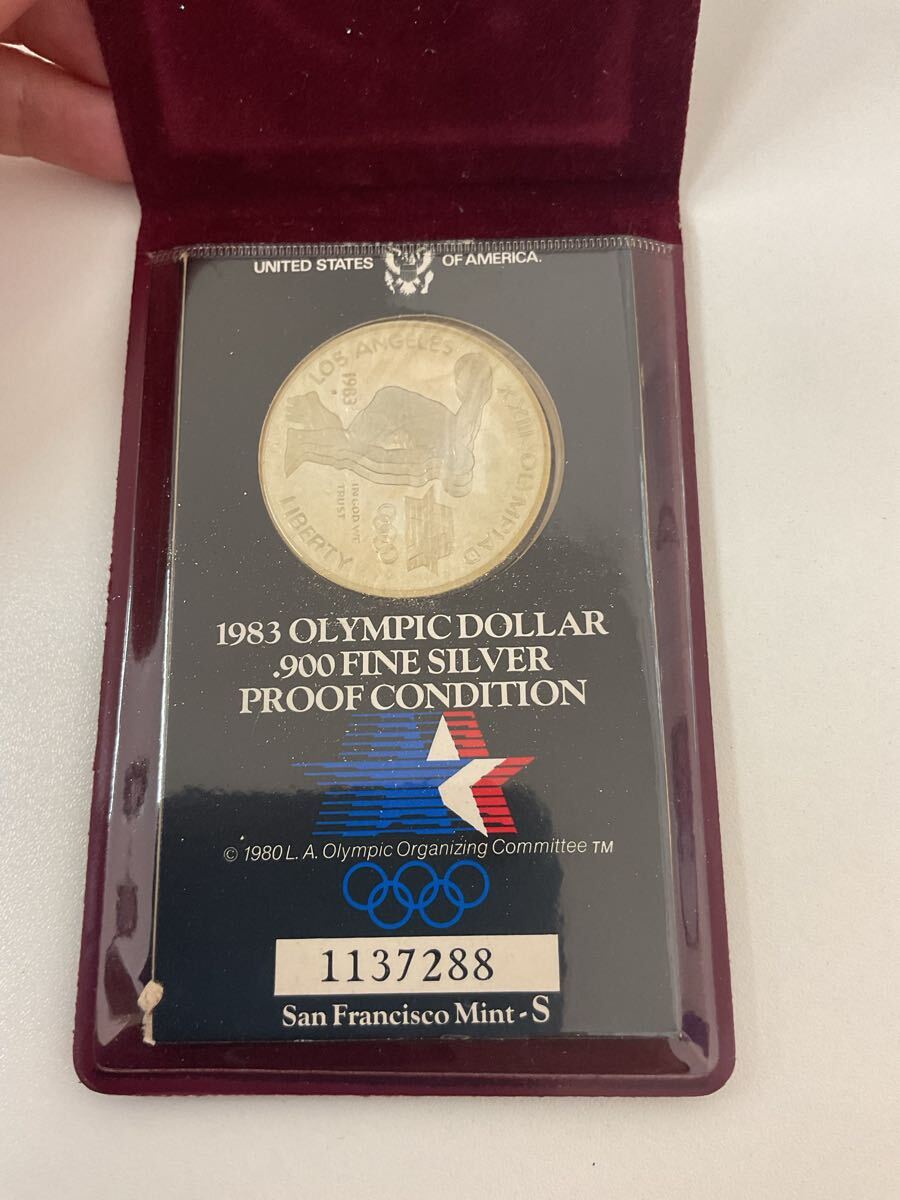 UNITED STATES OF AMERICA.
LOS ANGELES
XXIII OLYMPIAD
1983
S
IN GOD WE
TRUST
LIBERTY
1983 OLYMPIC DOLLAR
.900 FINE SILVER
PROOF CONDITION
© 1980 L. A. Olympic Organizing Committee TM
1137288
San Francisco Mint - S